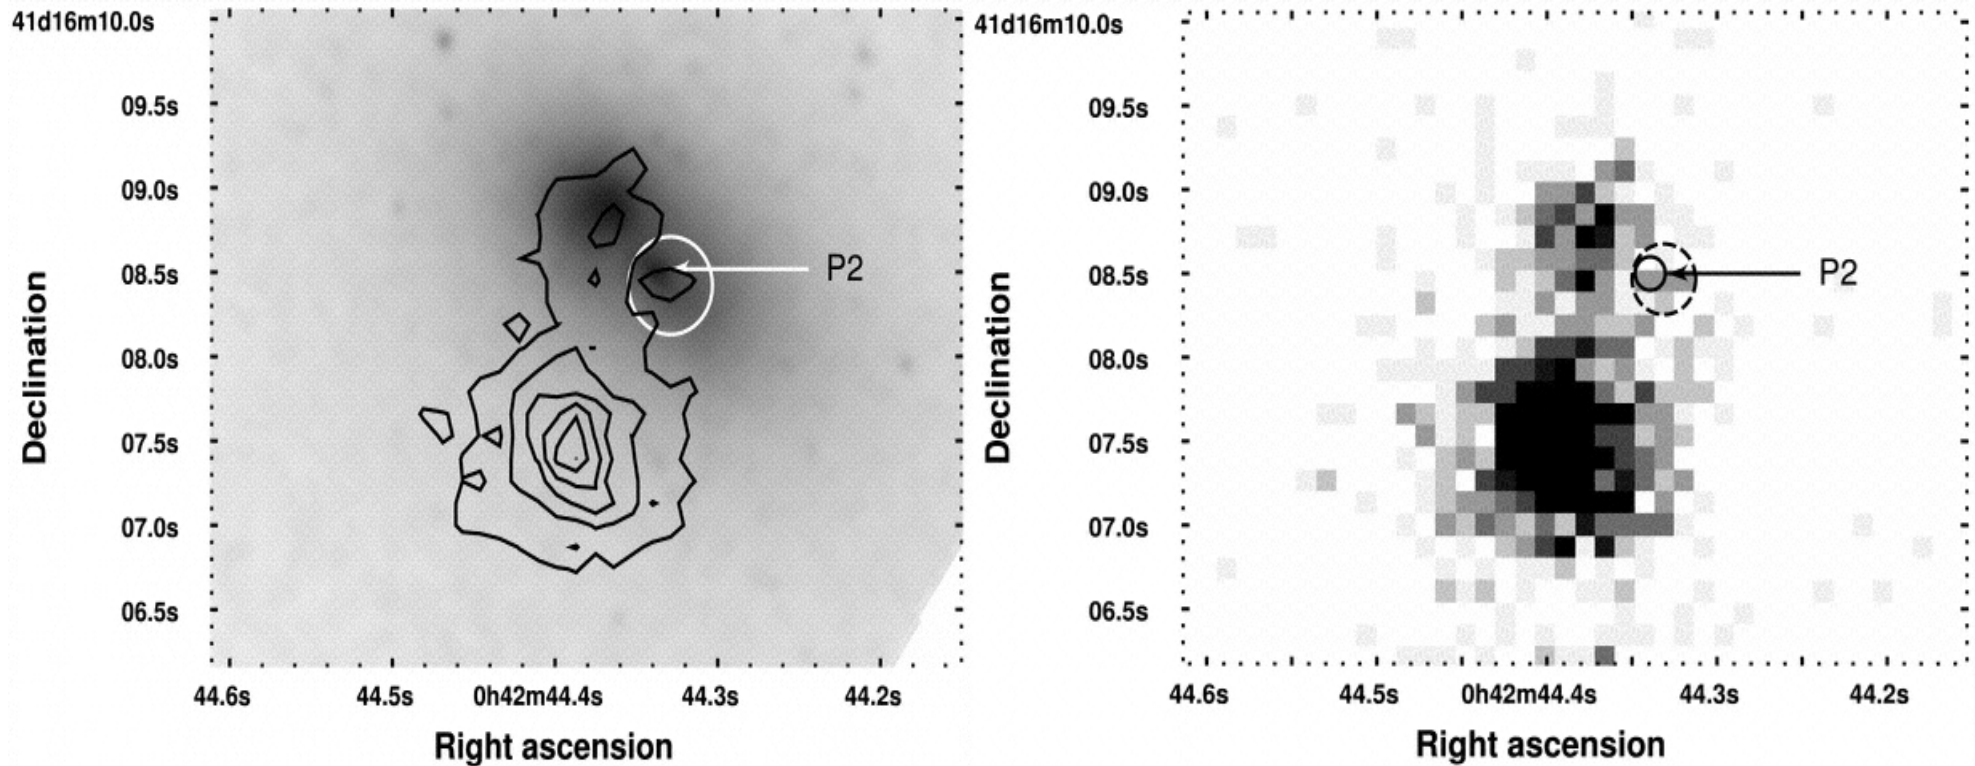 41d16m10.0s
09.5s
09.0s
08.5s
08.0s
07.5s
07.0s
06.5s
Declination
P2
44.6s 44.5s 0h42m44.4s 44.3s 44.2s
Right ascension
41d16m10.0s
09.5s
09.0s
08.5s
08.0s
07.5s
07.0s
06.5s
Declination
P2
44.6s 44.5s 0h42m44.4s 44.3s 44.2s
Right ascension